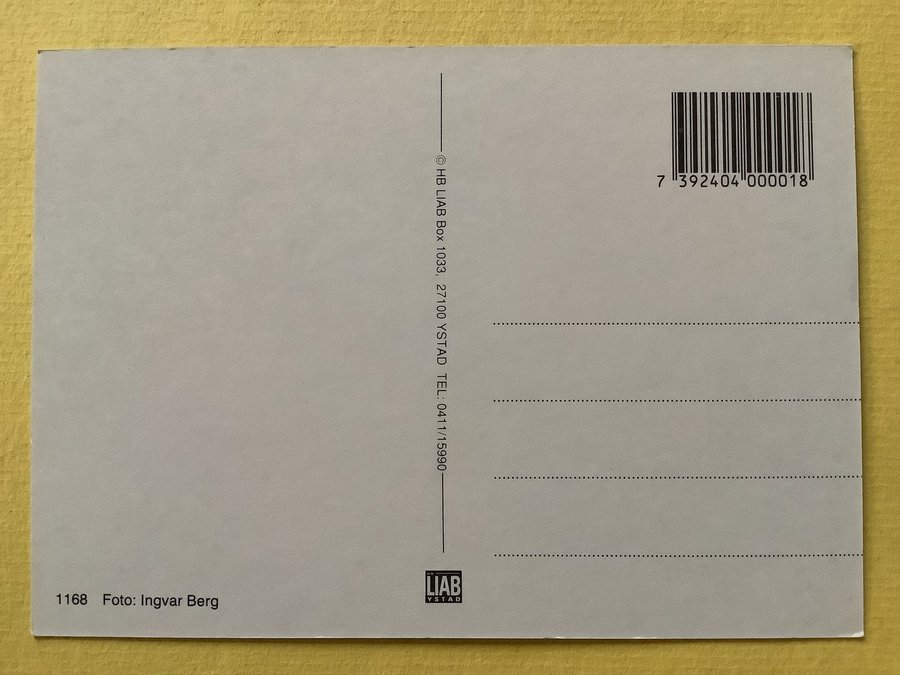 © HB LIAB Box 1033, 27100 YSTAD TEL: 0411/15990
7 392404 000018
1168 Foto: Ingvar Berg
LIAB
YSTAD